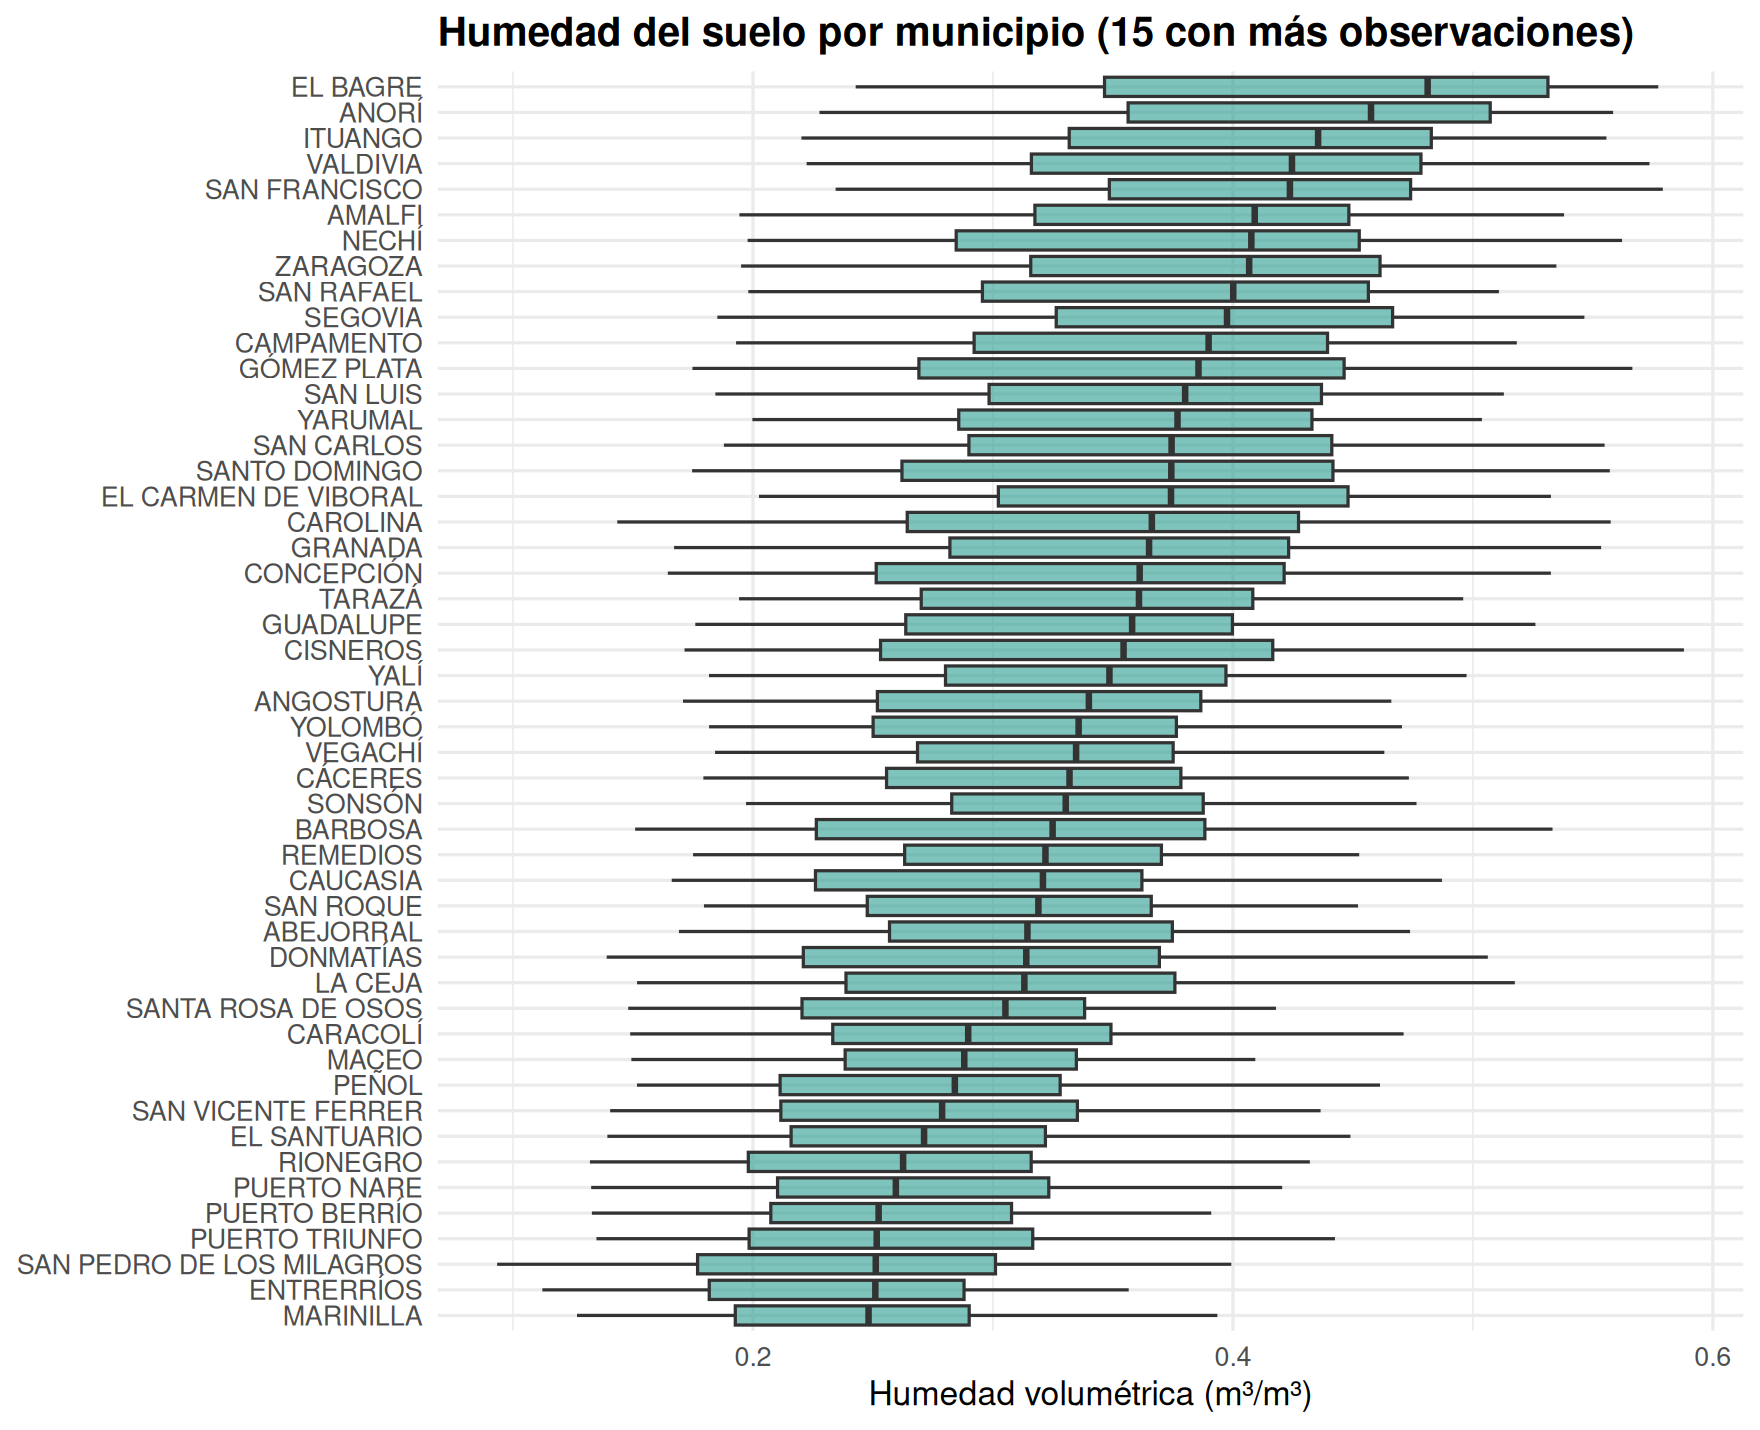 Humedad del suelo por municipio (15 con más observaciones)
EL BAGRE
ANORÍ
ITUANGO
VALDIVIA
SAN FRANCISCO
AMALFI
NECHÍ
ZARAGOZA
SAN RAFAEL
SEGOVIA
CAMPAMENTO
GÓMEZ PLATA
SAN LUIS
YARUMAL
SAN CARLOS
SANTO DOMINGO
EL CARMEN DE VIBORAL
CAROLINA
GRANADA
CONCEPCIÓN
TARAZÁ
GUADALUPE
CISNEROS
YALÍ
ANGOSTURA
YOLOMBÓ
VEGACHÍ
CÁCERES
SONSÓN
BARBOSA
REMEDIOS
CAUCASIA
SAN ROQUE
ABEJORRAL
DONMATÍAS
LA CEJA
SANTA ROSA DE OSOS
CARACOLÍ
MACEO
PEÑOL
SAN VICENTE FERRER
EL SANTUARIO
RIONEGRO
PUERTO NARE
PUERTO BERRÍO
PUERTO TRIUNFO
SAN PEDRO DE LOS MILAGROS
ENTRERRÍOS
MARINILLA
0.2 0.4 0.6
Humedad volumétrica (m³/m³)